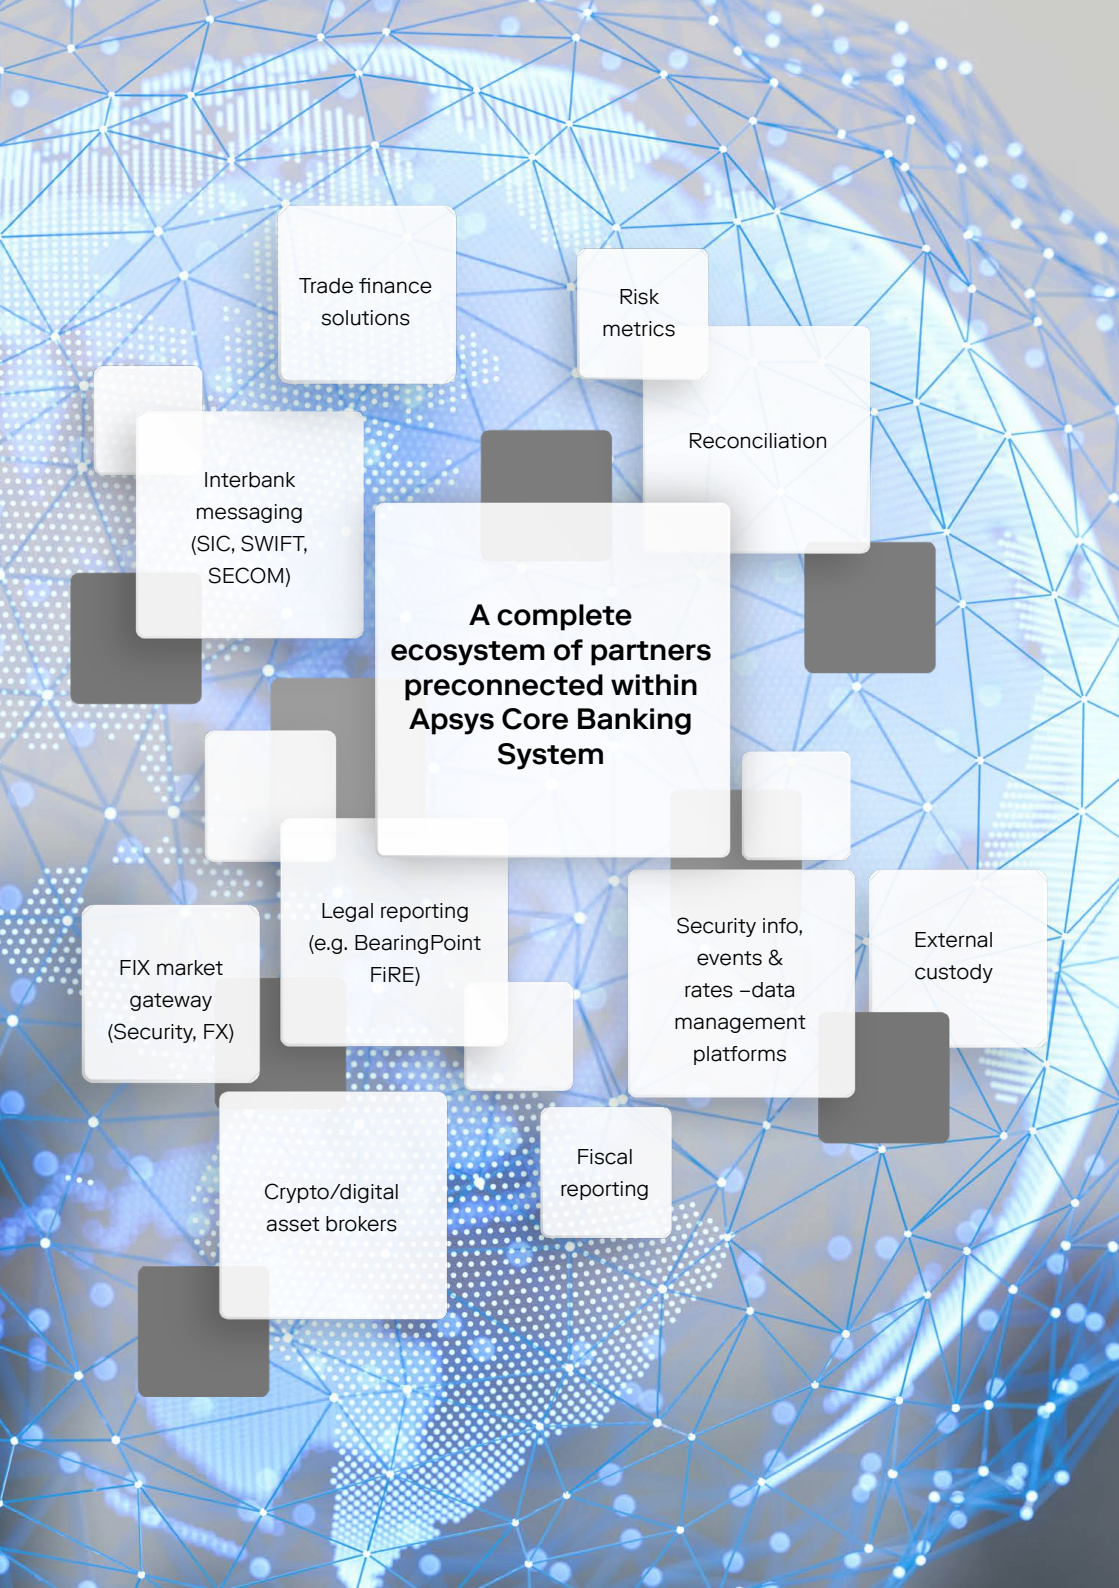 Trade finance
solutions
Risk
metrics
Reconciliation
Interbank
messaging
(SIC, SWIFT,
SECOM)
A complete
ecosystem of partners
preconnected within
Apsys Core Banking
System
Legal reporting
(e.g. BearingPoint
FiRE)
Security info,
events &
rates –data
management
platforms
External
custody
FIX market
gateway
(Security, FX)
Crypto/digital
asset brokers
Fiscal
reporting